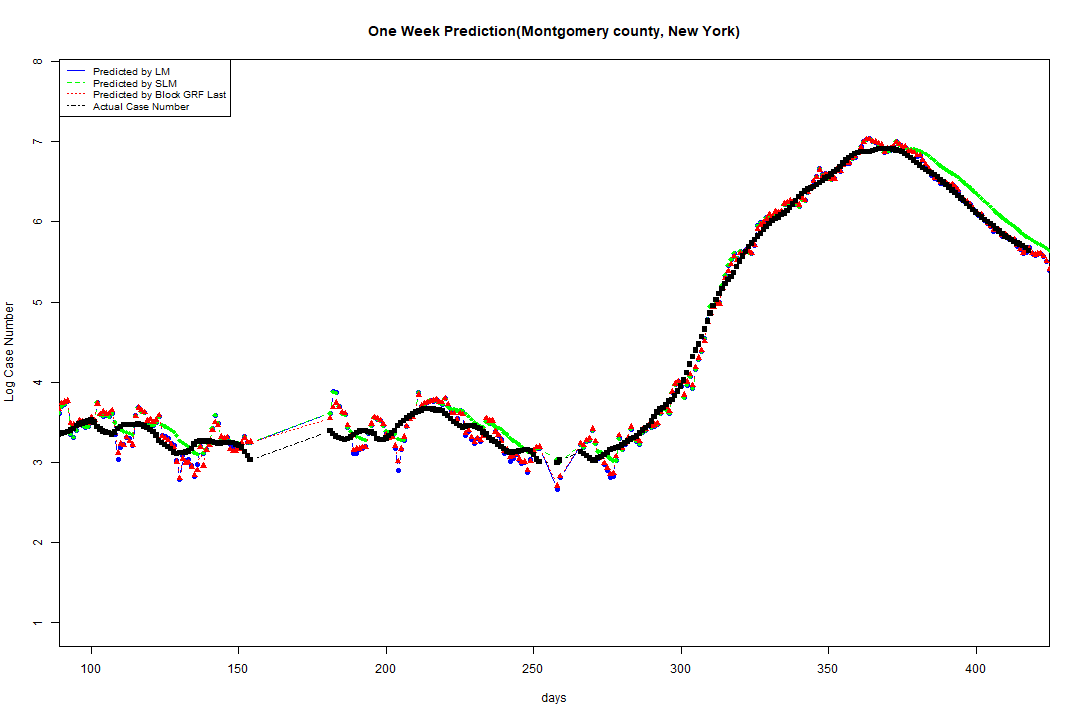 One Week Prediction(Montgomery county, New York)
Predicted by LM
Predicted by SLM
Predicted by Block GRF Last
Actual Case Number
8
7
6
5
4
3
2
1
Log Case Number
100 150 200 250 300 350 400
days